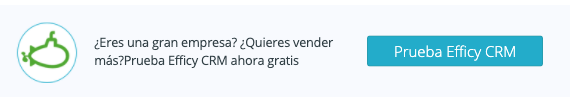 ¿Eres una gran empresa? ¿Quieres vender
más?Prueba Efficy CRM ahora gratis
Prueba Efficy CRM